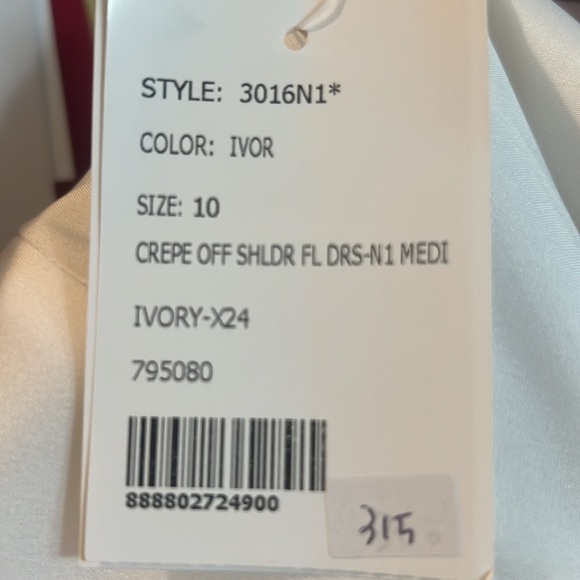 STYLE: 3016N1*
COLOR: IVOR
SIZE: 10
CREPE OFF SHLDR FL DRS-N1 MEDI
IVORY-X24
795080
888802724900
315